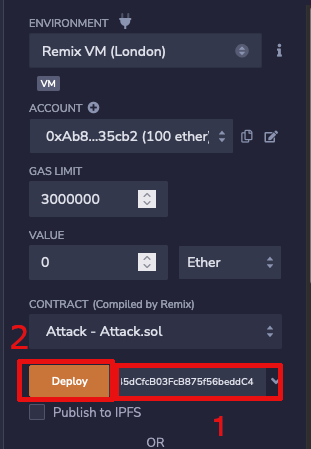 ENVIRONMENT
Remix VM (London)
VM
ACCOUNT
0xAb8...35cb2 (100 ether)
GAS LIMIT
3000000
VALUE
0 Ether
CONTRACT (Compiled by Remix)
Attack - Attack.sol
2
Deploy 45dCfcB03FcB875f56beddC4
Publish to IPFS
1
OR